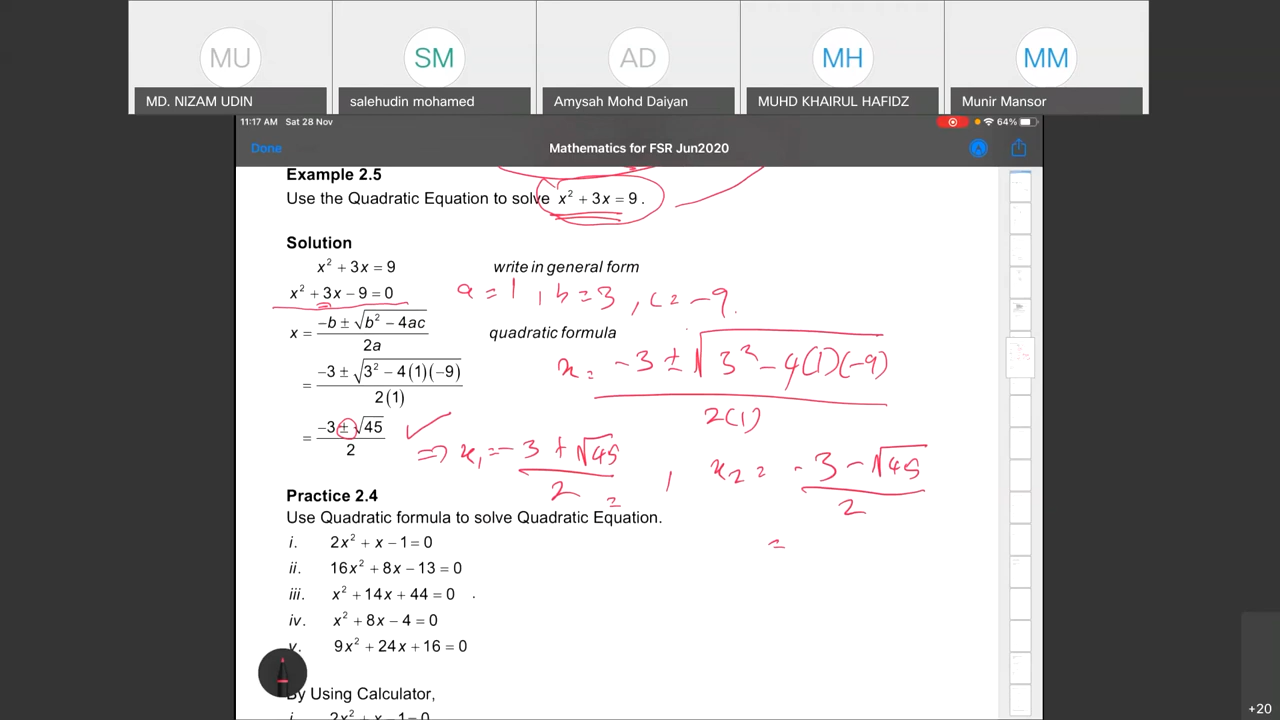 MU SM AD MH MM
MD. NIZAM UDIN salehudin mohamed Amysah Mohd Daiyan MUHD KHAIRUL HAFIDZ Munir Mansor
11:17 AM Sat 28 Nov 64%
Done Mathematics for FSR Jun2020
Example 2.5
Use the Quadratic Equation to solve x² + 3x = 9 .
Solution
x² + 3x = 9 write in general form
x² + 3x − 9 = 0 a = 1 , b = 3 , c = −9.
x = (−b ± √(b² − 4ac)) / 2a quadratic formula
x = (−3 ± √(3² − 4(1)(−9))) / 2(1)
= (−3 ± √(3² − 4(1)(−9))) / 2(1)
= (−3 ± √45) / 2 ✓
⇒ x₁ = (−3 + √45) / 2 = , x₂ = (−3 − √45) / 2
=
Practice 2.4
Use Quadratic formula to solve Quadratic Equation.
i. 2x² + x − 1 = 0
ii. 16x² + 8x − 13 = 0
iii. x² + 14x + 44 = 0 .
iv. x² + 8x − 4 = 0
v. 9x² + 24x + 16 = 0
By Using Calculator,
i. 2x² + x − 1 = 0
+20